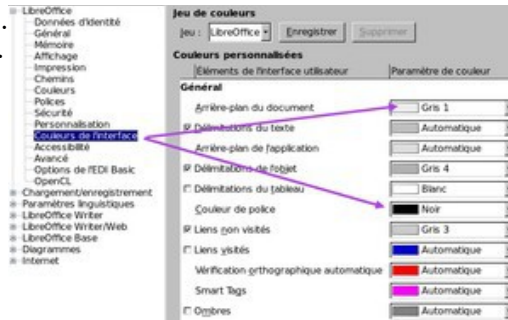 LibreOffice
Données d'identité
Général
Mémoire
Affichage
Impression
Chemins
Couleurs
Polices
Sécurité
Personnalisation
Couleurs de l'interface
Accessibilité
Avancé
Options de l'EDI Basic
OpenCL
Chargement/enregistrement
Paramètres linguistiques
LibreOffice Writer
LibreOffice Writer/Web
LibreOffice Base
Diagrammes
Internet
Jeu de couleurs
Jeu : LibreOffice Enregistrer Supprimer
Couleurs personnalisées
Éléments de l'interface utilisateur Paramètre de couleur
Général
Arrière-plan du document Gris 1
Délimitations du texte Automatique
Arrière-plan de l'application Automatique
Délimitations de l'objet Gris 4
Délimitations du tableau Blanc
Couleur de police Noir
Liens non visités Gris 3
Liens visités Automatique
Vérification orthographique automatique Automatique
Smart Tags Automatique
Ombres Automatique